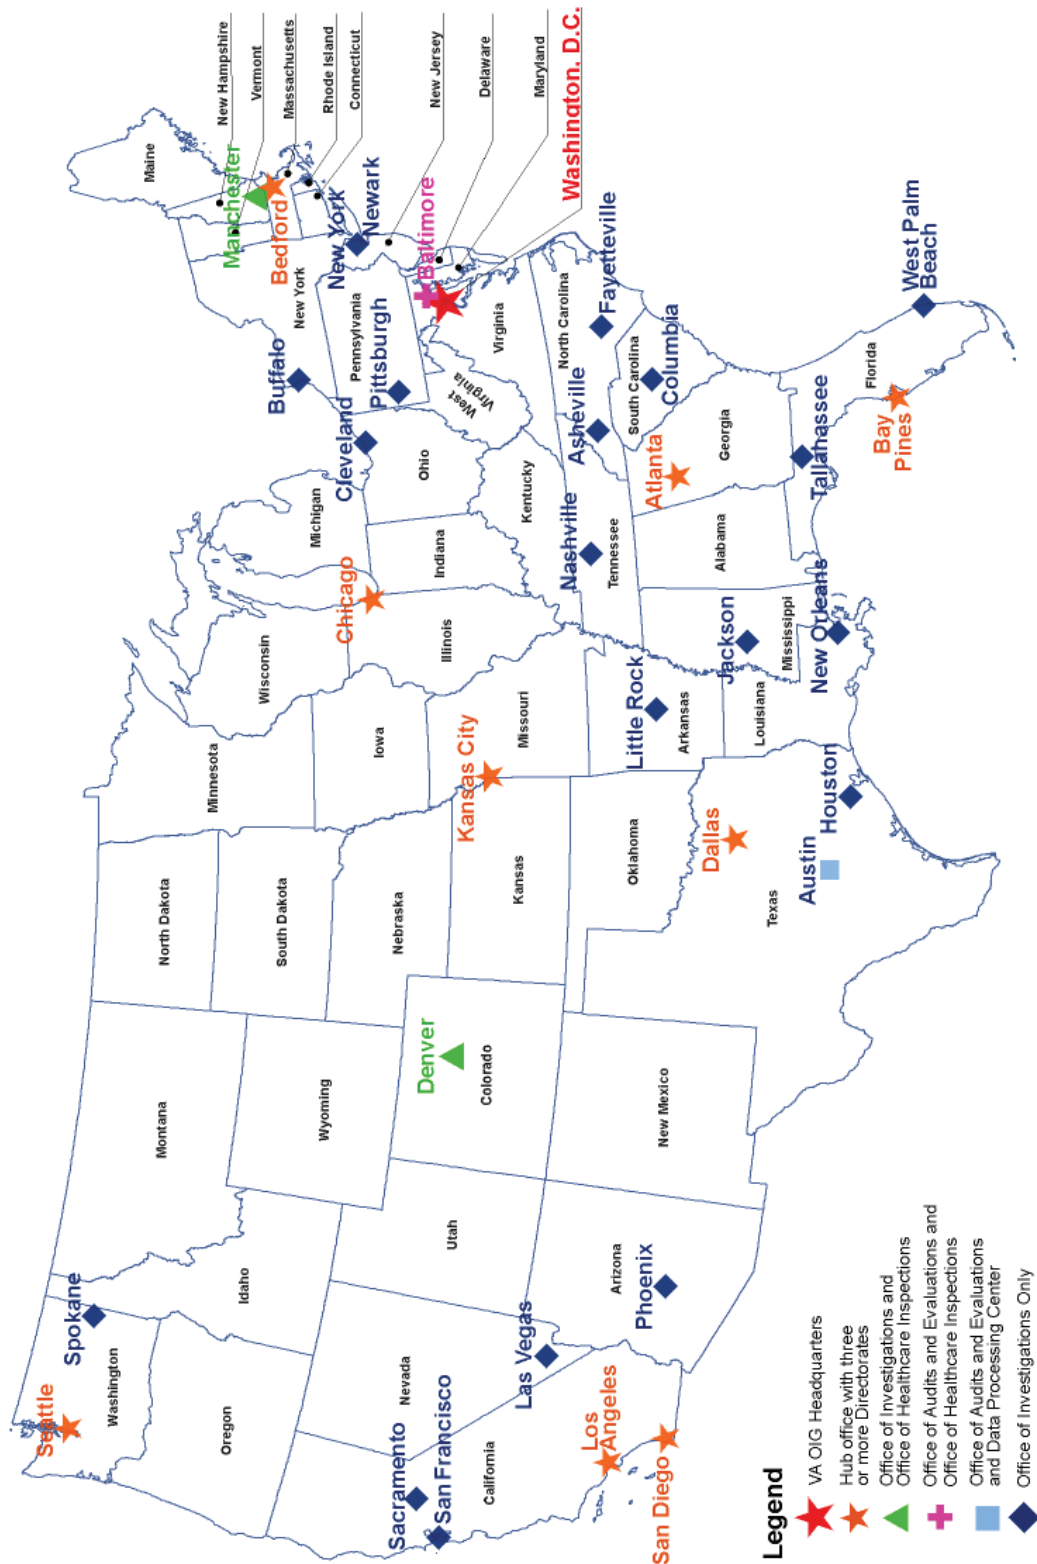 Seattle
Spokane
Washington
Oregon
Idaho
Montana
North Dakota
Minnesota
Wisconsin
Michigan
Maine
New Hampshire
Vermont
Massachusetts
Rhode Island
Connecticut
New Jersey
Delaware
Maryland
Washington, D.C.
Manchester
Bedford
New York
New York
Newark
Baltimore
Buffalo
Pennsylvania
Pittsburgh
Cleveland
Ohio
West
Virginia
Virginia
Wyoming
South Dakota
Nebraska
Iowa
Chicago
Illinois
Indiana
Kentucky
Sacramento
San Francisco
California
Nevada
Utah
Denver
Colorado
Kansas
Kansas City
Missouri
Nashville
Tennessee
Asheville
North Carolina
Fayetteville
South Carolina
Columbia
Las Vegas
Los
Angeles
San Diego
Arizona
Phoenix
New Mexico
Oklahoma
Little Rock
Arkansas
Atlanta
Georgia
Alabama
Jackson
Mississippi
Louisiana
New Orleans
Dallas
Texas
Austin
Houston
Tallahassee
Florida
Bay
Pines
West Palm
Beach
Legend
VA OIG Headquarters
Hub office with three
or more Directorates
Office of Investigations and
Office of Healthcare Inspections
Office of Audits and Evaluations and
Office of Healthcare Inspections
Office of Audits and Evaluations
and Data Processing Center
Office of Investigations Only